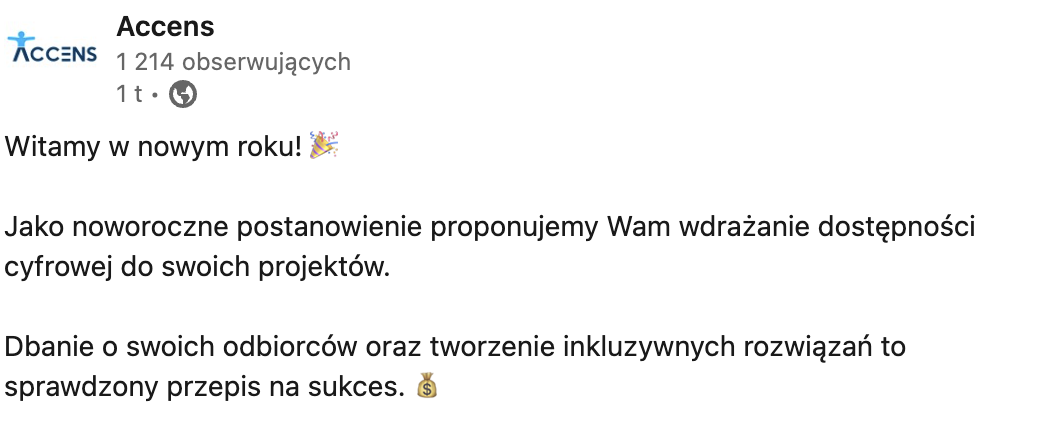 ACCENS
Accens
1 214 obserwujących
1 t •
Witamy w nowym roku! 🎉
Jako noworoczne postanowienie proponujemy Wam wdrażanie dostępności
cyfrowej do swoich projektów.
Dbanie o swoich odbiorców oraz tworzenie inkluzywnych rozwiązań to
sprawdzony przepis na sukces. 💰